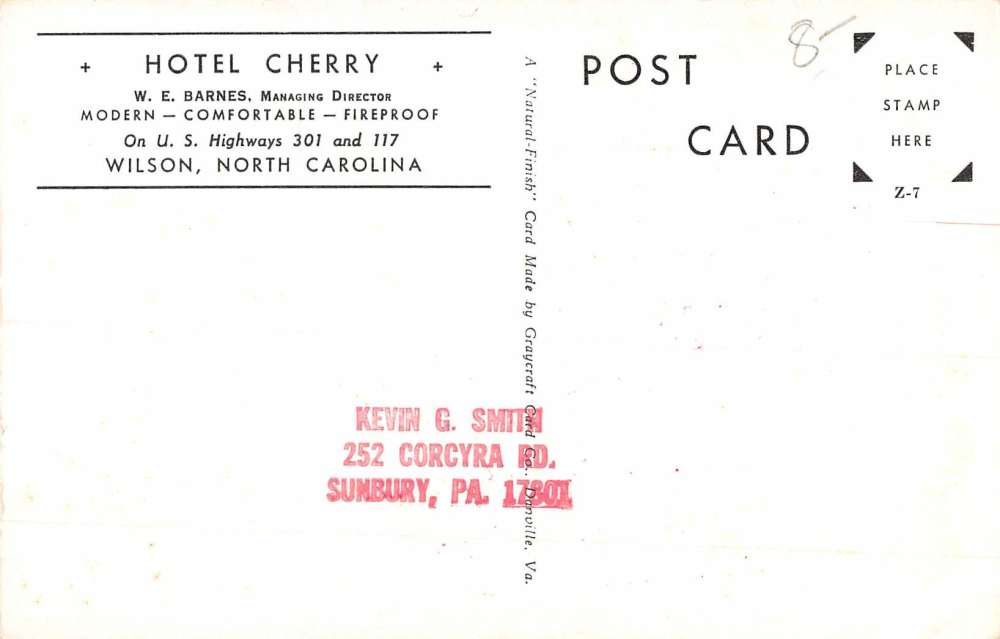 + HOTEL CHERRY +
W. E. BARNES, MANAGING DIRECTOR
MODERN — COMFORTABLE — FIREPROOF
On U. S. Highways 301 and 117
WILSON, NORTH CAROLINA
A "Natural-Finish" Card Made by Graycraft Card Co., Danville, Va.
POST
CARD
8
PLACE
STAMP
HERE
Z-7
KEVIN G. SMITH
252 CORCYRA RD.
SUNBURY, PA. 17801